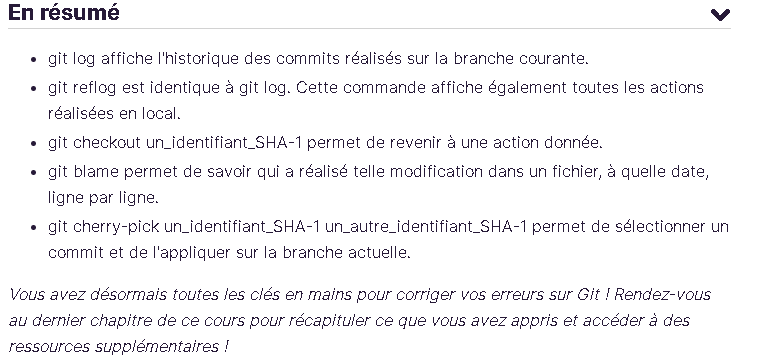 En résumé
git log affiche l'historique des commits réalisés sur la branche courante.
git reflog est identique à git log. Cette commande affiche également toutes les actions
réalisées en local.
git checkout un_identifiant_SHA-1 permet de revenir à une action donnée.
git blame permet de savoir qui a réalisé telle modification dans un fichier, à quelle date,
ligne par ligne.
git cherry-pick un_identifiant_SHA-1 un_autre_identifiant_SHA-1 permet de sélectionner un
commit et de l'appliquer sur la branche actuelle.
Vous avez désormais toutes les clés en mains pour corriger vos erreurs sur Git ! Rendez-vous
au dernier chapitre de ce cours pour récapituler ce que vous avez appris et accéder à des
ressources supplémentaires !